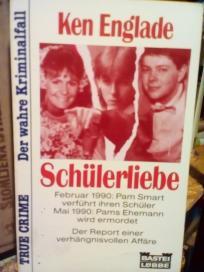 Ken Englade
Der wahre Kriminalfall
TRUE CRIME
Schülerliebe
Februar 1990: Pam Smart
verführt ihren Schüler
Mai 1990: Pams Ehemann
wird ermordet
Der Report einer
verhängnisvollen Affäre
BASTEI
LÜBBE